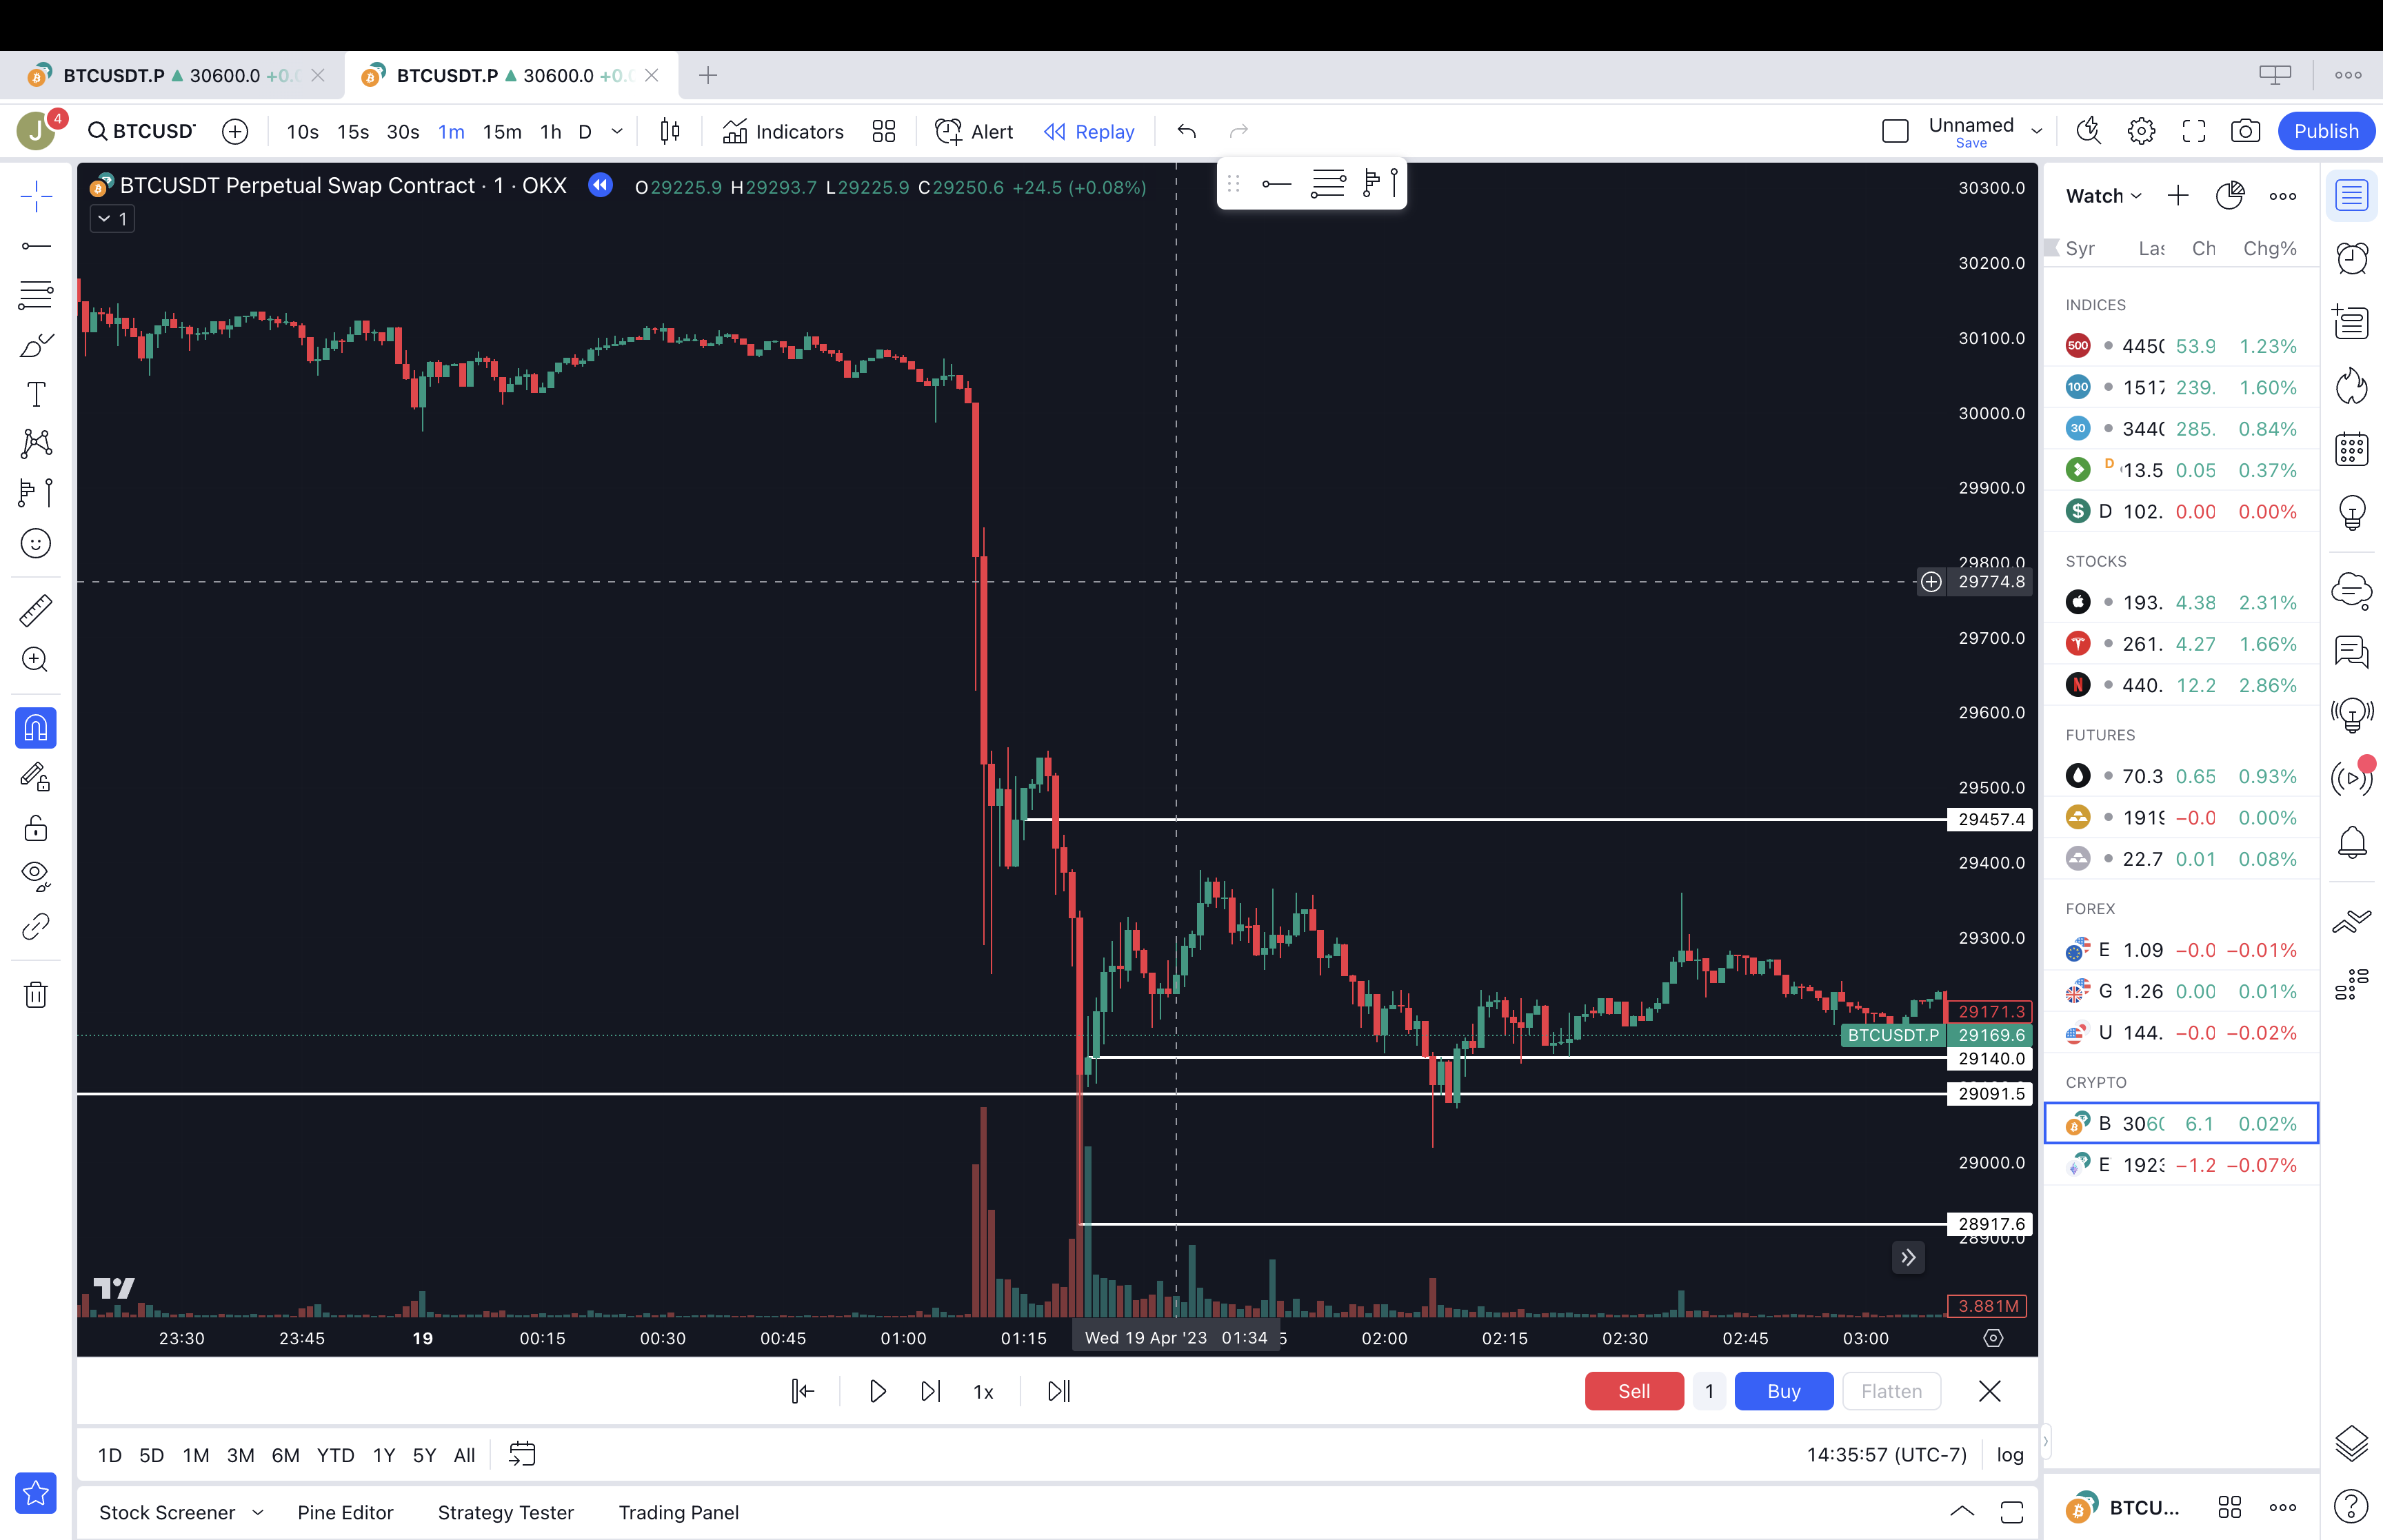 BTCUSDT.P 30600.0 BTCUSDT.P 30600.0
J 4 BTCUSD 10s 15s 30s 1m 15m 1h D Indicators Alert Replay Unnamed Publish
Save
BTCUSDT Perpetual Swap Contract · 1 · OKX O29225.9 H29293.7 L29225.9 C29250.6 +24.5 (+0.08%)
1
30300.0
30200.0
30100.0
30000.0
29900.0
29800.0
29774.8
29700.0
29600.0
29500.0
29457.4
29400.0
29300.0
29171.3
BTCUSDT.P 29169.6
29140.0
29091.5
29000.0
28917.6
28900.0
3.881M
23:30 23:45 19 00:15 00:30 00:45 01:00 01:15 Wed 19 Apr '23 01:34 02:00 02:15 02:30 02:45 03:00
1x Sell 1 Buy Flatten
1D 5D 1M 3M 6M YTD 1Y 5Y All 14:35:57 (UTC-7) log
Stock Screener Pine Editor Strategy Tester Trading Panel
Watch
Syr Las Ch Chg%
INDICES
500 445 53.9 1.23%
100 1517 239. 1.60%
30 344 285. 0.84%
D 13.5 0.05 0.37%
$ D 102. 0.00 0.00%
STOCKS
193. 4.38 2.31%
T 261. 4.27 1.66%
N 440. 12.2 2.86%
FUTURES
70.3 0.65 0.93%
191 −0.0 0.00%
22.7 0.01 0.08%
FOREX
E 1.09 −0.0 −0.01%
G 1.26 0.00 0.01%
U 144. −0.0 −0.02%
CRYPTO
B 306 6.1 0.02%
E 192 −1.2 −0.07%
BTCU...